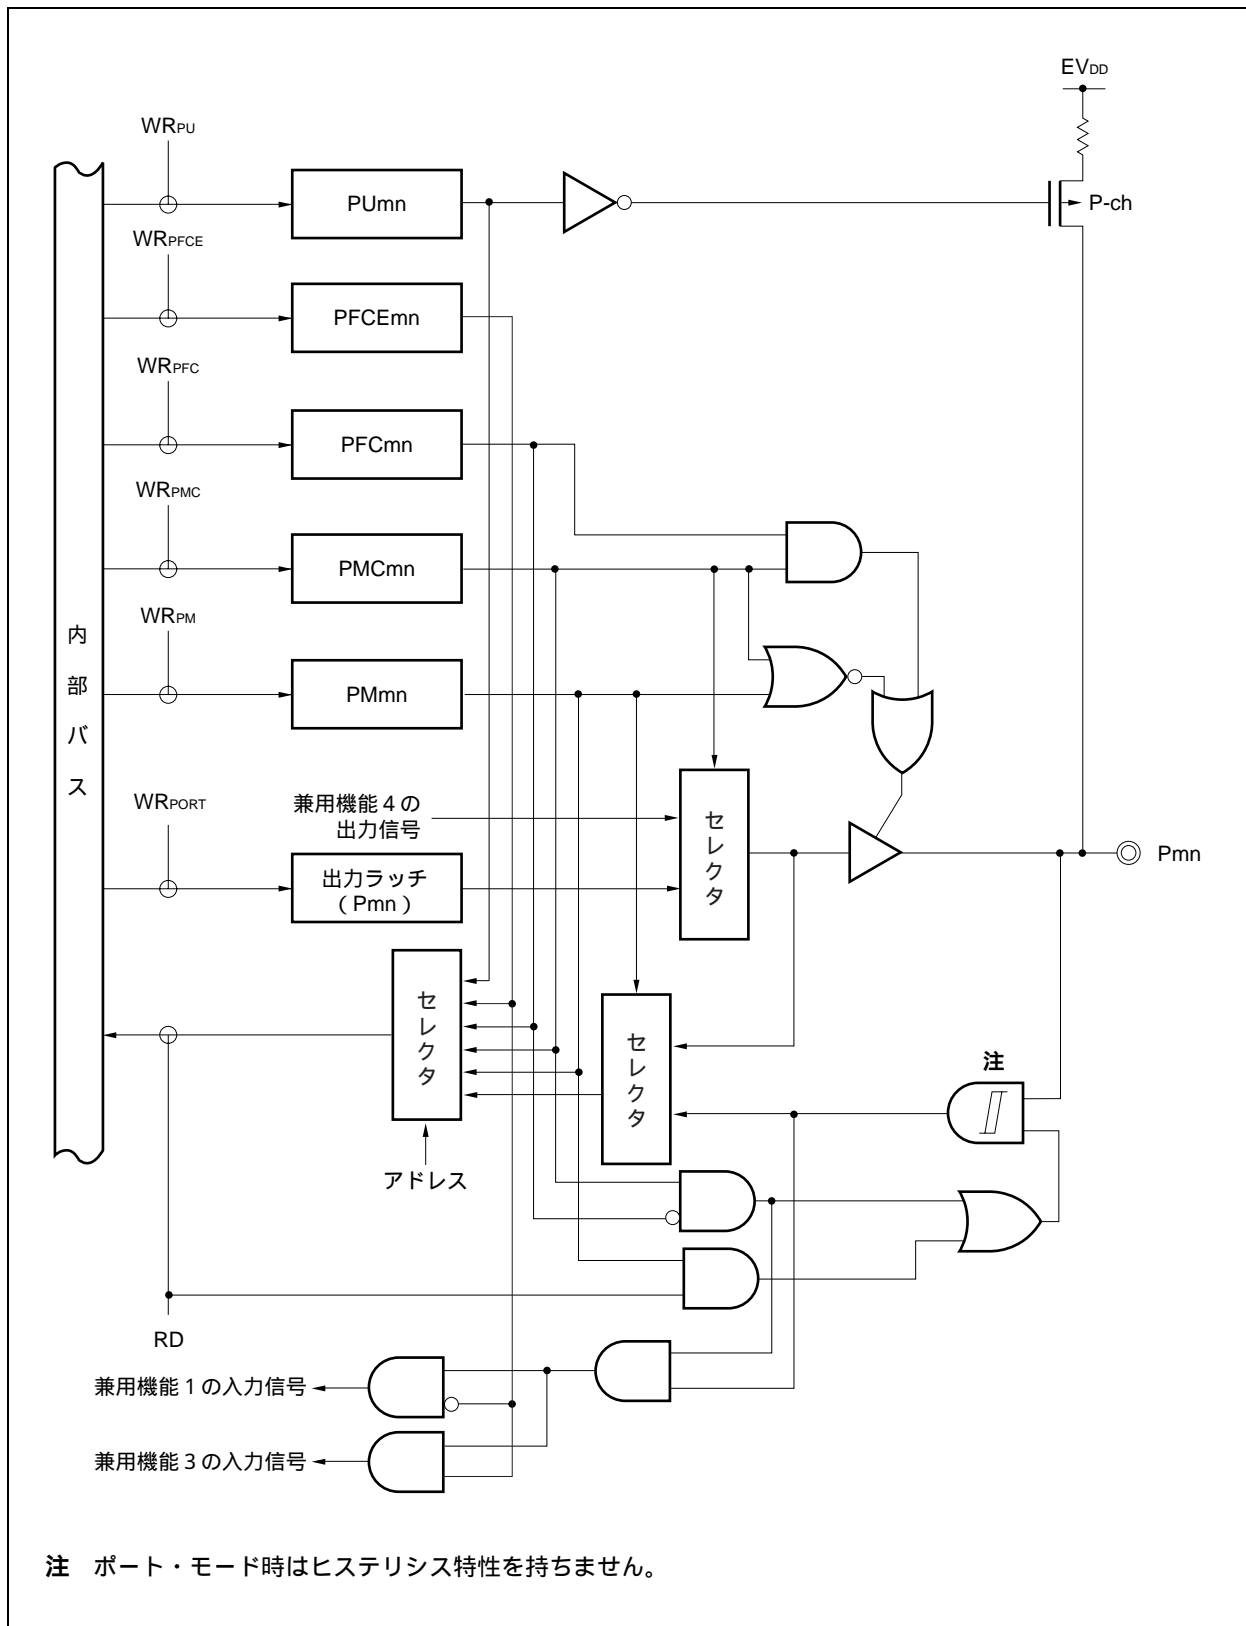 EVDD
WRPU
PUmn
P-ch
WRPFCE
PFCEmn
WRPFC
PFCmn
WRPMC
PMCmn
WRPM
PMmn
内部バス
WRPORT
兼用機能4の
出力信号
セレクタ
出力ラッチ
(Pmn)
Pmn
セレクタ
セレクタ
注
アドレス
RD
兼用機能1の入力信号
兼用機能3の入力信号
注 ポート・モード時はヒステリシス特性を持ちません。